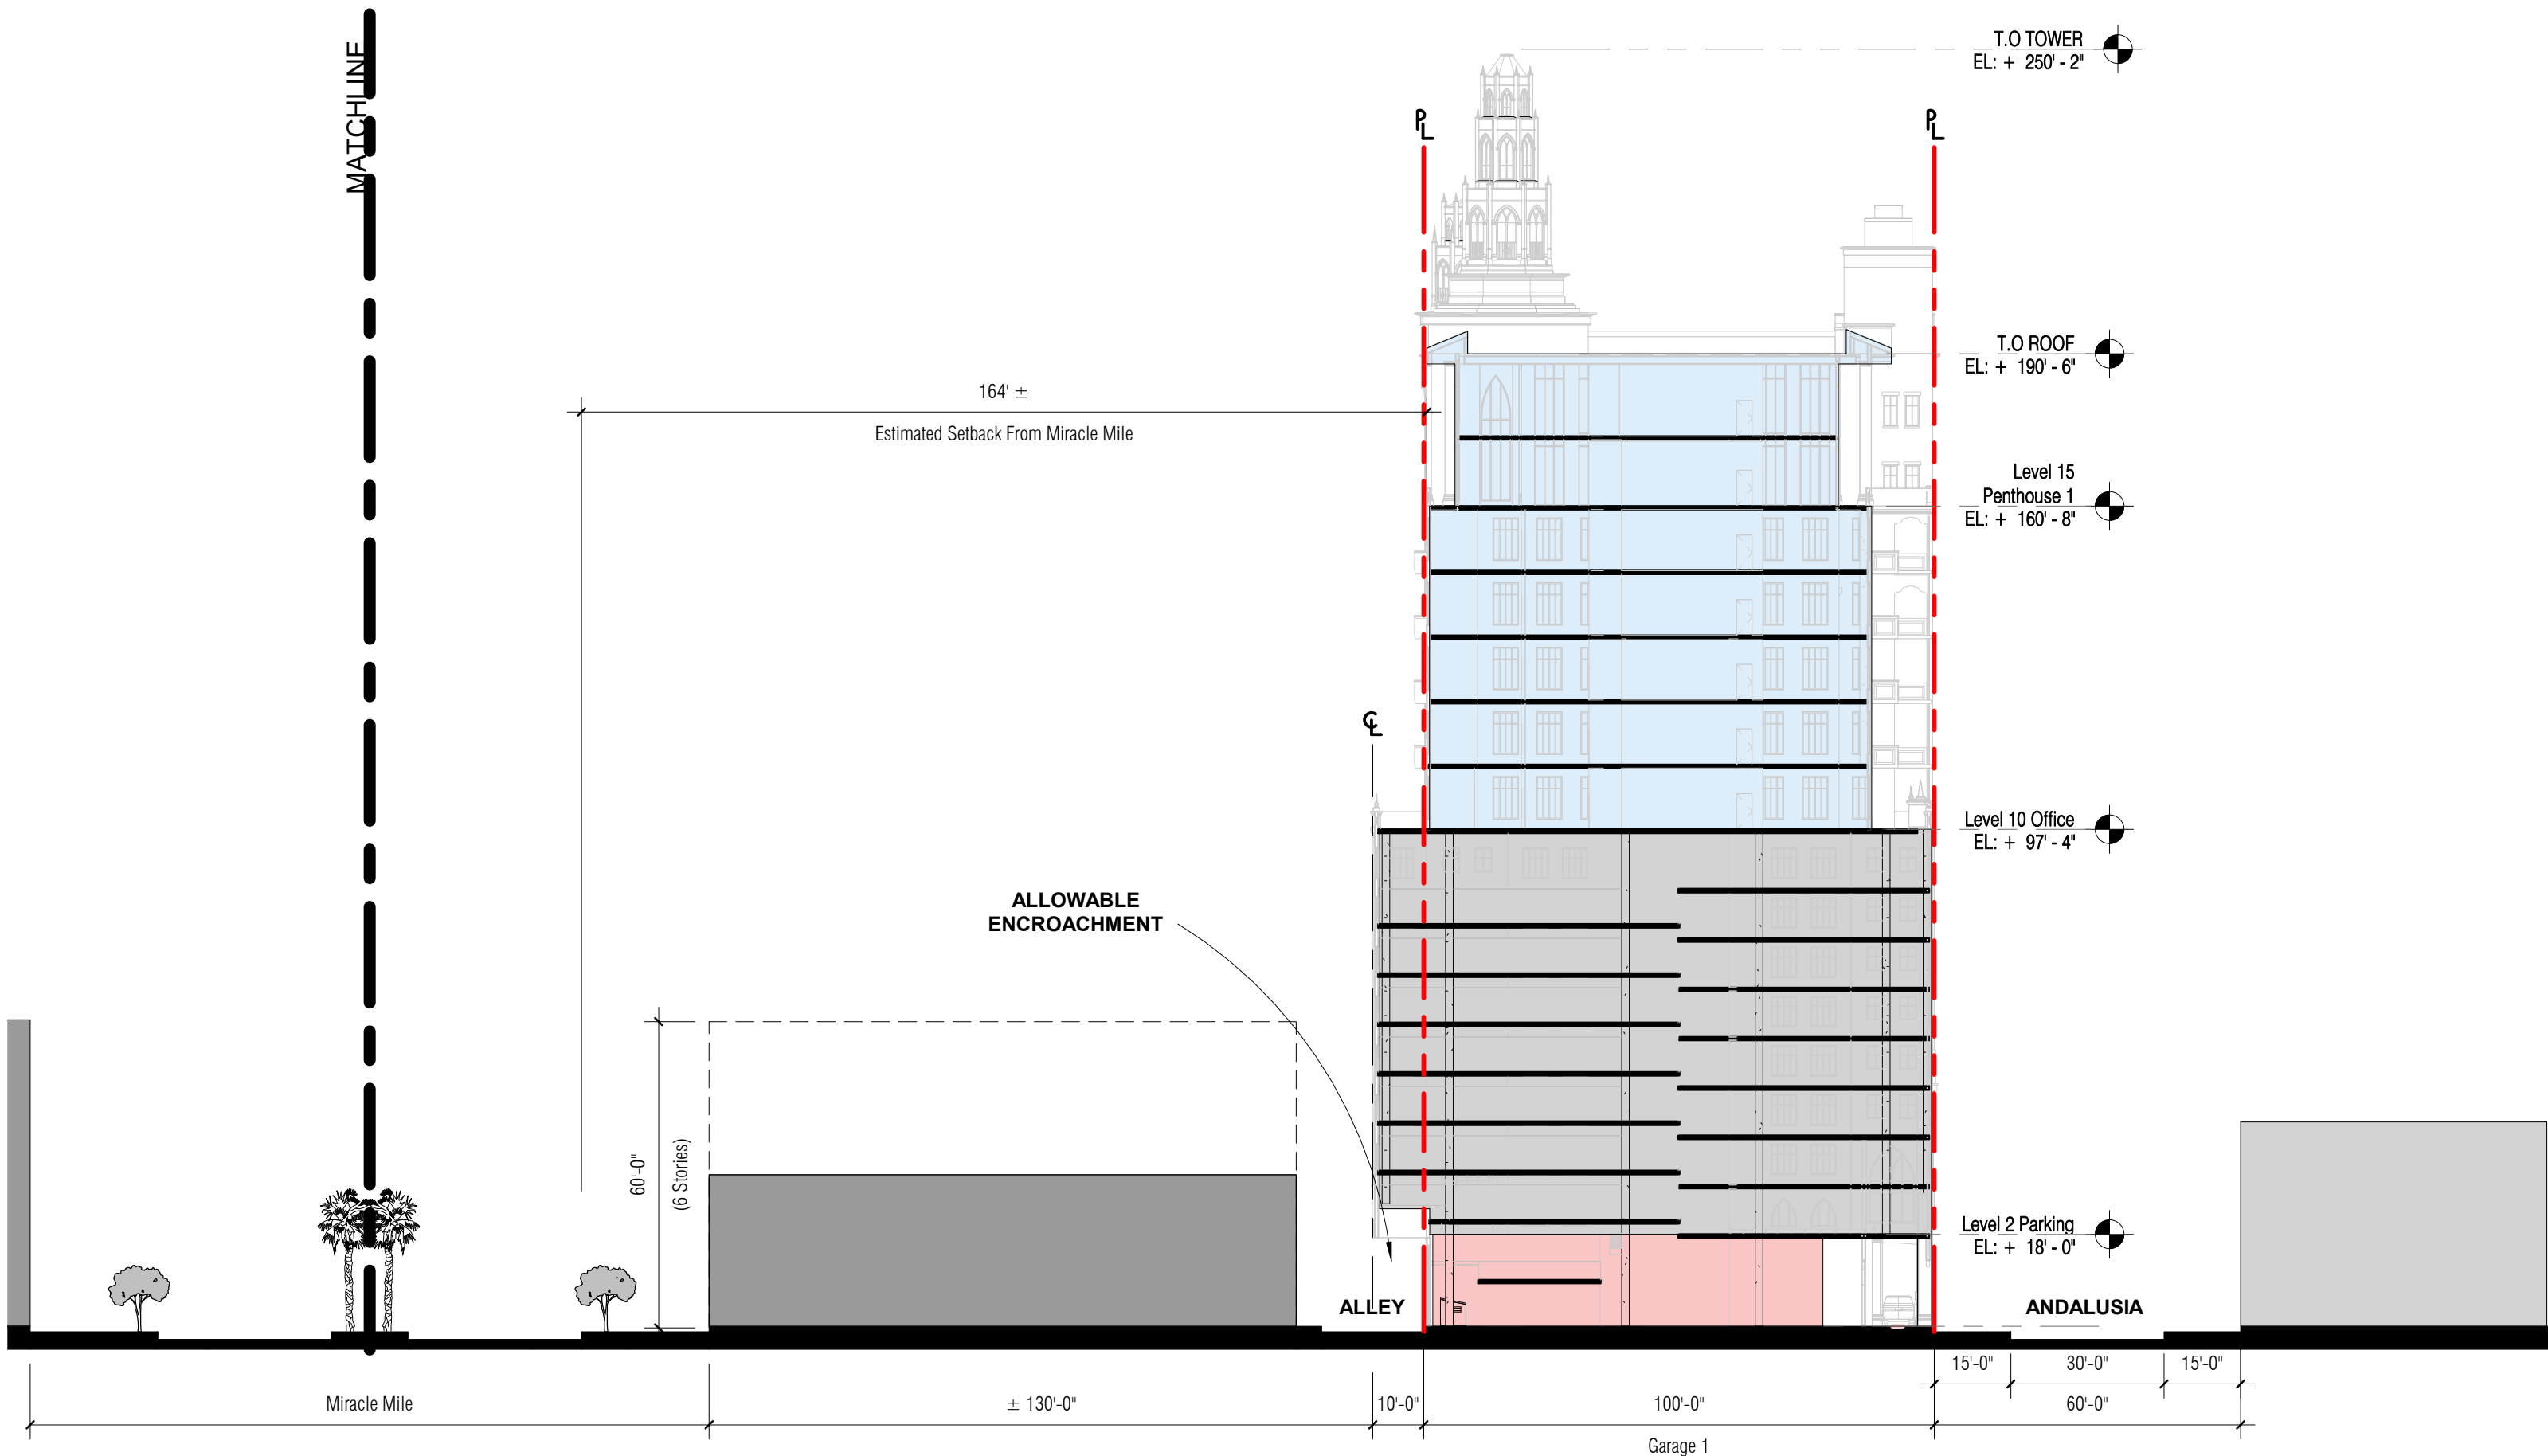 MATCHLINE
T.O TOWER
EL: + 250' - 2"
PL
PL
T.O ROOF
EL: + 190' - 6"
164' ±
Estimated Setback From Miracle Mile
Level 15
Penthouse 1
EL: + 160' - 8"
CL
Level 10 Office
EL: + 97' - 4"
ALLOWABLE
ENCROACHMENT
60'-0"
(6 Stories)
Level 2 Parking
EL: + 18' - 0"
ALLEY
ANDALUSIA
15'-0"
30'-0"
15'-0"
Miracle Mile
± 130'-0"
10'-0"
100'-0"
60'-0"
Garage 1